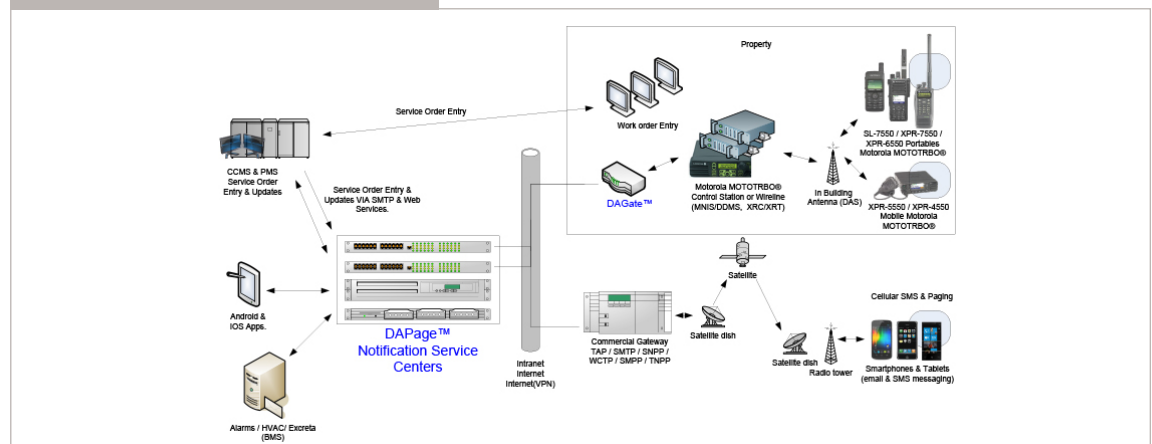 Property
Service Order Entry
Work order Entry
SL-7550 / XPR-7550 /
XPR-6550 Portables
Motorola MOTOTRBO®
CCMS & PMS
Service Order
Entry & Updates
Service Order Entry &
Updates VIA SMTP & Web
Services.
DAGate™
Motorola MOTOTRBO®
Control Station or Wireline
(MNIS/DDMS, XRC/XRT)
In Building
Antenna (DAS)
XPR-5550 / XPR-4550
Mobile Motorola
MOTOTRBO®
Satellite
Android &
IOS Apps.
DAPage™
Notification Service
Centers
Cellular SMS & Paging
Commercial Gateway
TAP / SMTP / SNPP /
WCTP / SMPP / TNPP
Satellite dish
Satellite dish
Radio tower
Smartphones & Tablets
(email & SMS messaging)
Intranet
Internet
Internet(VPN)
Alarms / HVAC/ Excreta
(BMS)